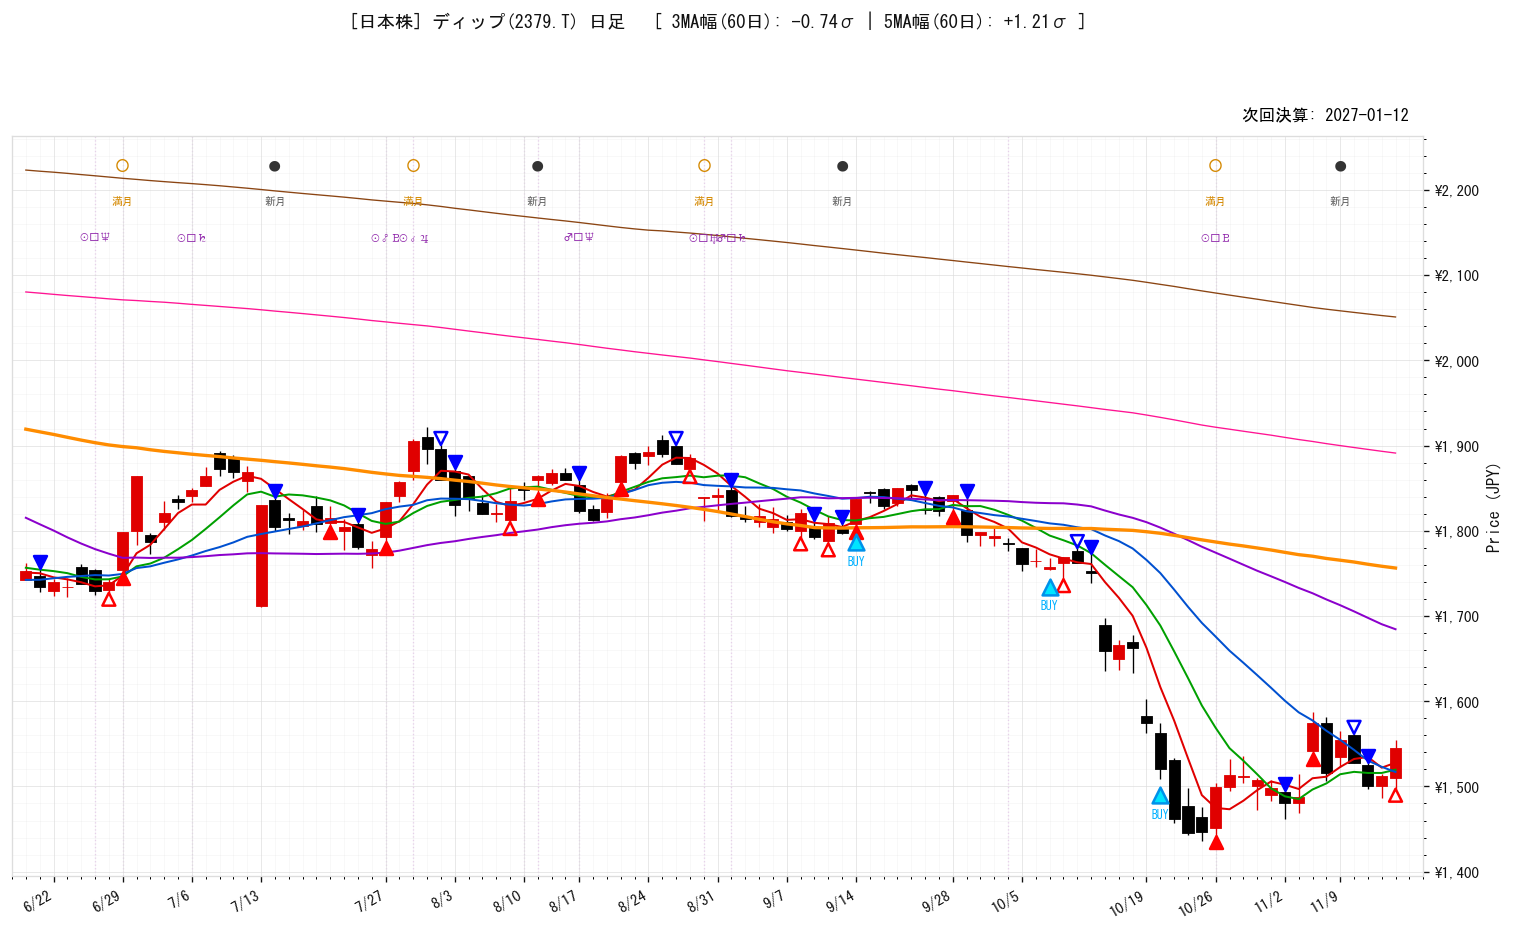 [日本株] ディップ(2379.T) 日足 [ 3MA幅(60日): -0.74σ | 5MA幅(60日): +1.21σ ]
次回決算: 2027-01-12
満月 新月 満月 新月 満月 新月 満月 新月
☉□♆ ☉□♄ ♂□♆ ☉□♇
¥2,200
¥2,100
¥2,000
¥1,900
¥1,800
¥1,700
¥1,600
¥1,500
¥1,400
Price (JPY)
BUY
BUY
BUY
6/22 6/29 7/6 7/13 7/27 8/3 8/10 8/17 8/24 8/31 9/7 9/14 9/28 10/5 10/19 10/26 11/2 11/9